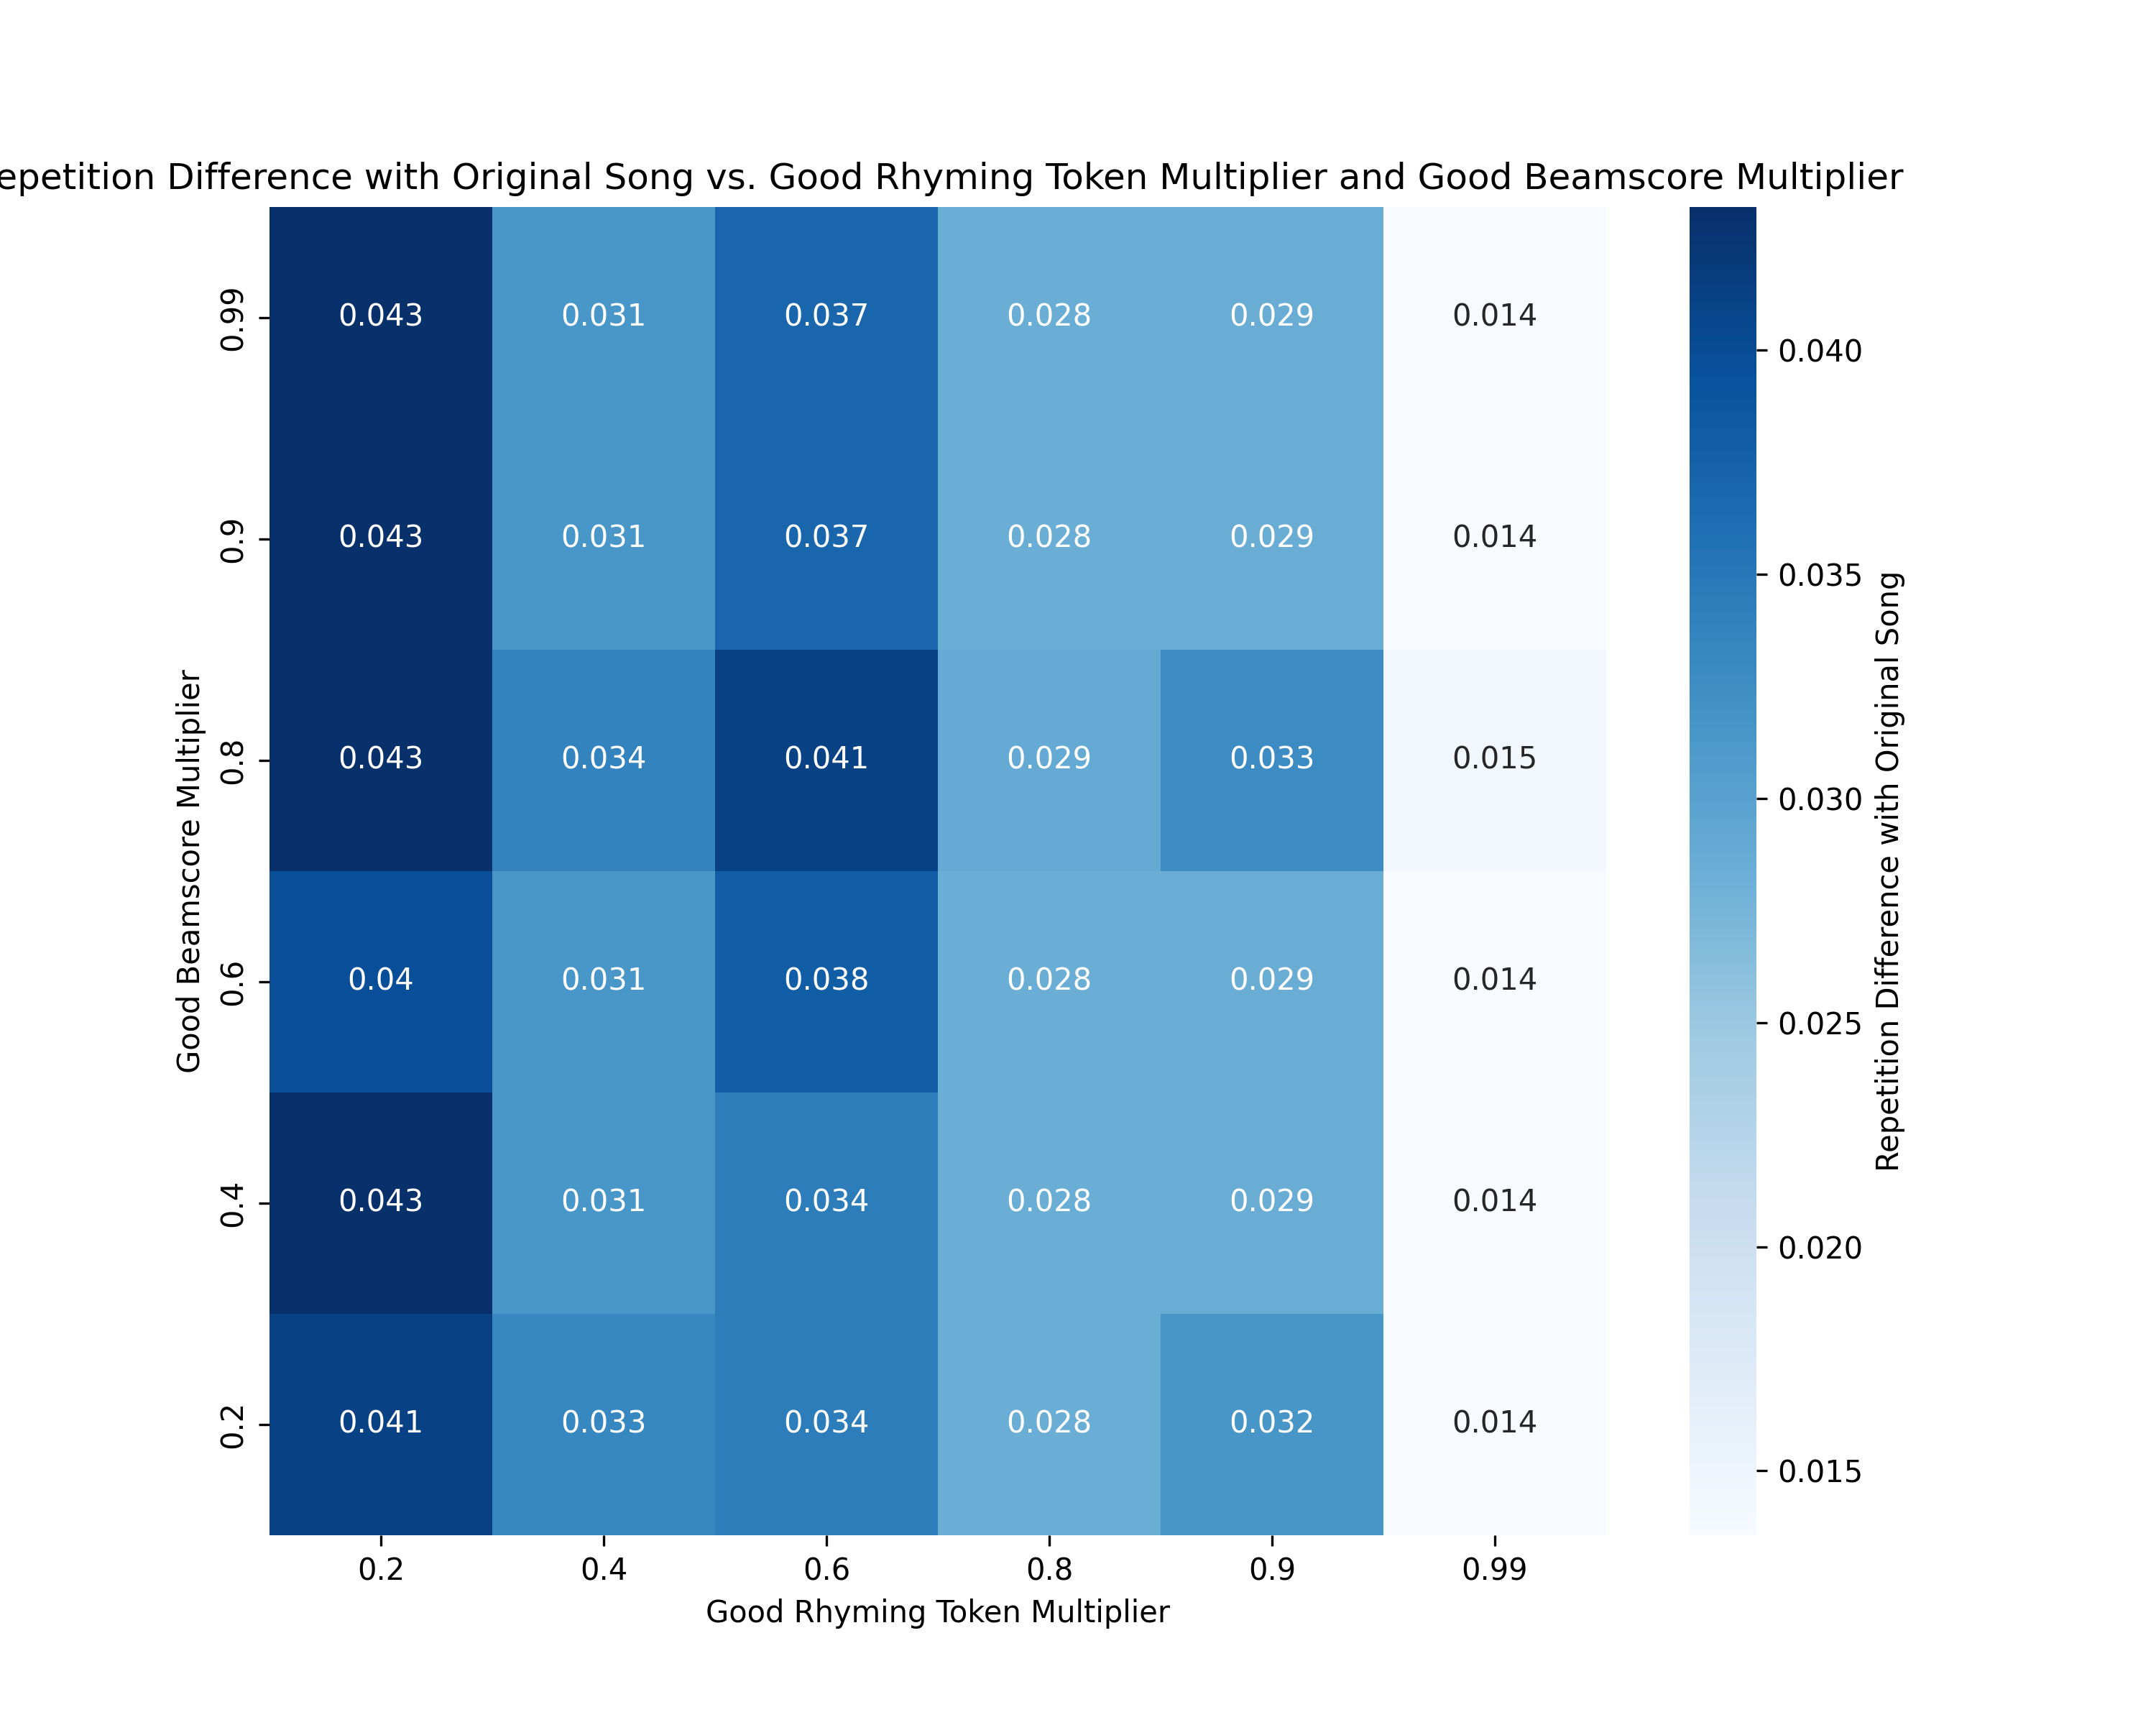 epetition Difference with Original Song vs. Good Rhyming Token Multiplier and Good Beamscore Multiplier
Good Beamscore Multiplier
0.99
0.043 0.031 0.037 0.028 0.029 0.014
0.9
0.043 0.031 0.037 0.028 0.029 0.014
0.8
0.043 0.034 0.041 0.029 0.033 0.015
0.6
0.04 0.031 0.038 0.028 0.029 0.014
0.4
0.043 0.031 0.034 0.028 0.029 0.014
0.2
0.041 0.033 0.034 0.028 0.032 0.014
0.2 0.4 0.6 0.8 0.9 0.99
Good Rhyming Token Multiplier
0.040
0.035
0.030
0.025
0.020
0.015
Repetition Difference with Original Song